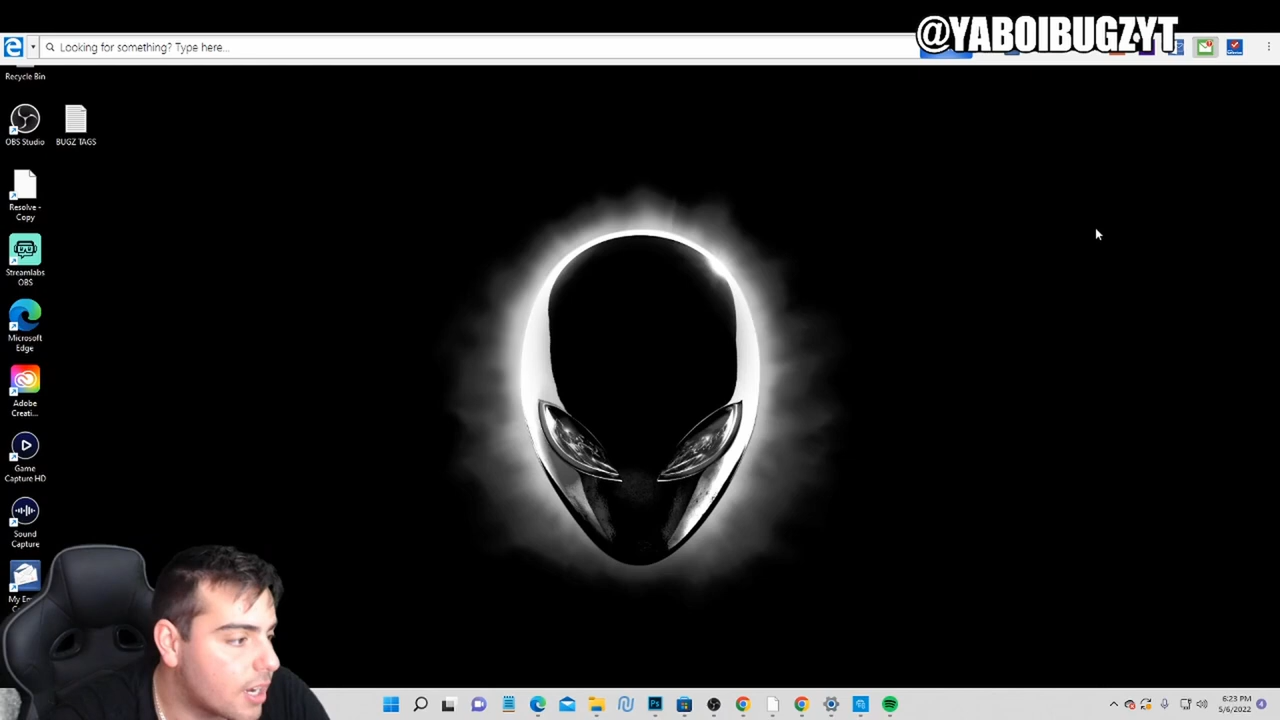 @YABOIBUGZYT
Looking for something? Type here...
Recycle Bin
OBS Studio
BUGZ TAGS
Resolve -
Copy
Streamlabs
OBS
Microsoft
Edge
Adobe
Creati...
Game
Capture HD
Sound
Capture
6:23 PM
5/6/2022